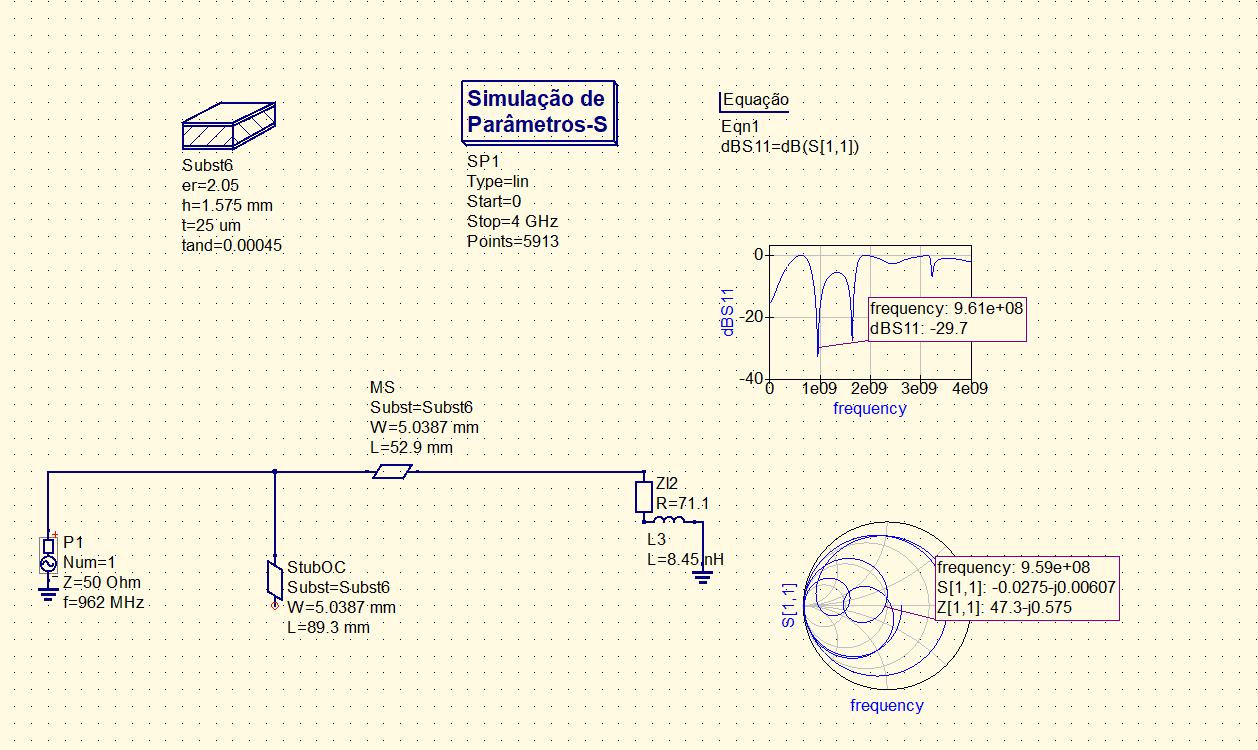 Subst6
er=2.05
h=1.575 mm
t=25 um
tand=0.00045
Simulação de
Parâmetros-S
SP1
Type=lin
Start=0
Stop=4 GHz
Points=5913
Equação
Eqn1
dBS11=dB(S[1,1])
0
-20
-40
dBS11
frequency: 9.61e+08
dBS11: -29.7
0 1e09 2e09 3e09 4e09
frequency
MS
Subst=Subst6
W=5.0387 mm
L=52.9 mm
Zl2
R=71.1
L3
L=8.45 nH
P1
Num=1
Z=50 Ohm
f=962 MHz
StubO.C
Subst=Subst6
W=5.0387 mm
L=89.3 mm
S[1,1]
frequency: 9.59e+08
S[1,1]: -0.0275-j0.00607
Z[1,1]: 47.3-j0.575
frequency